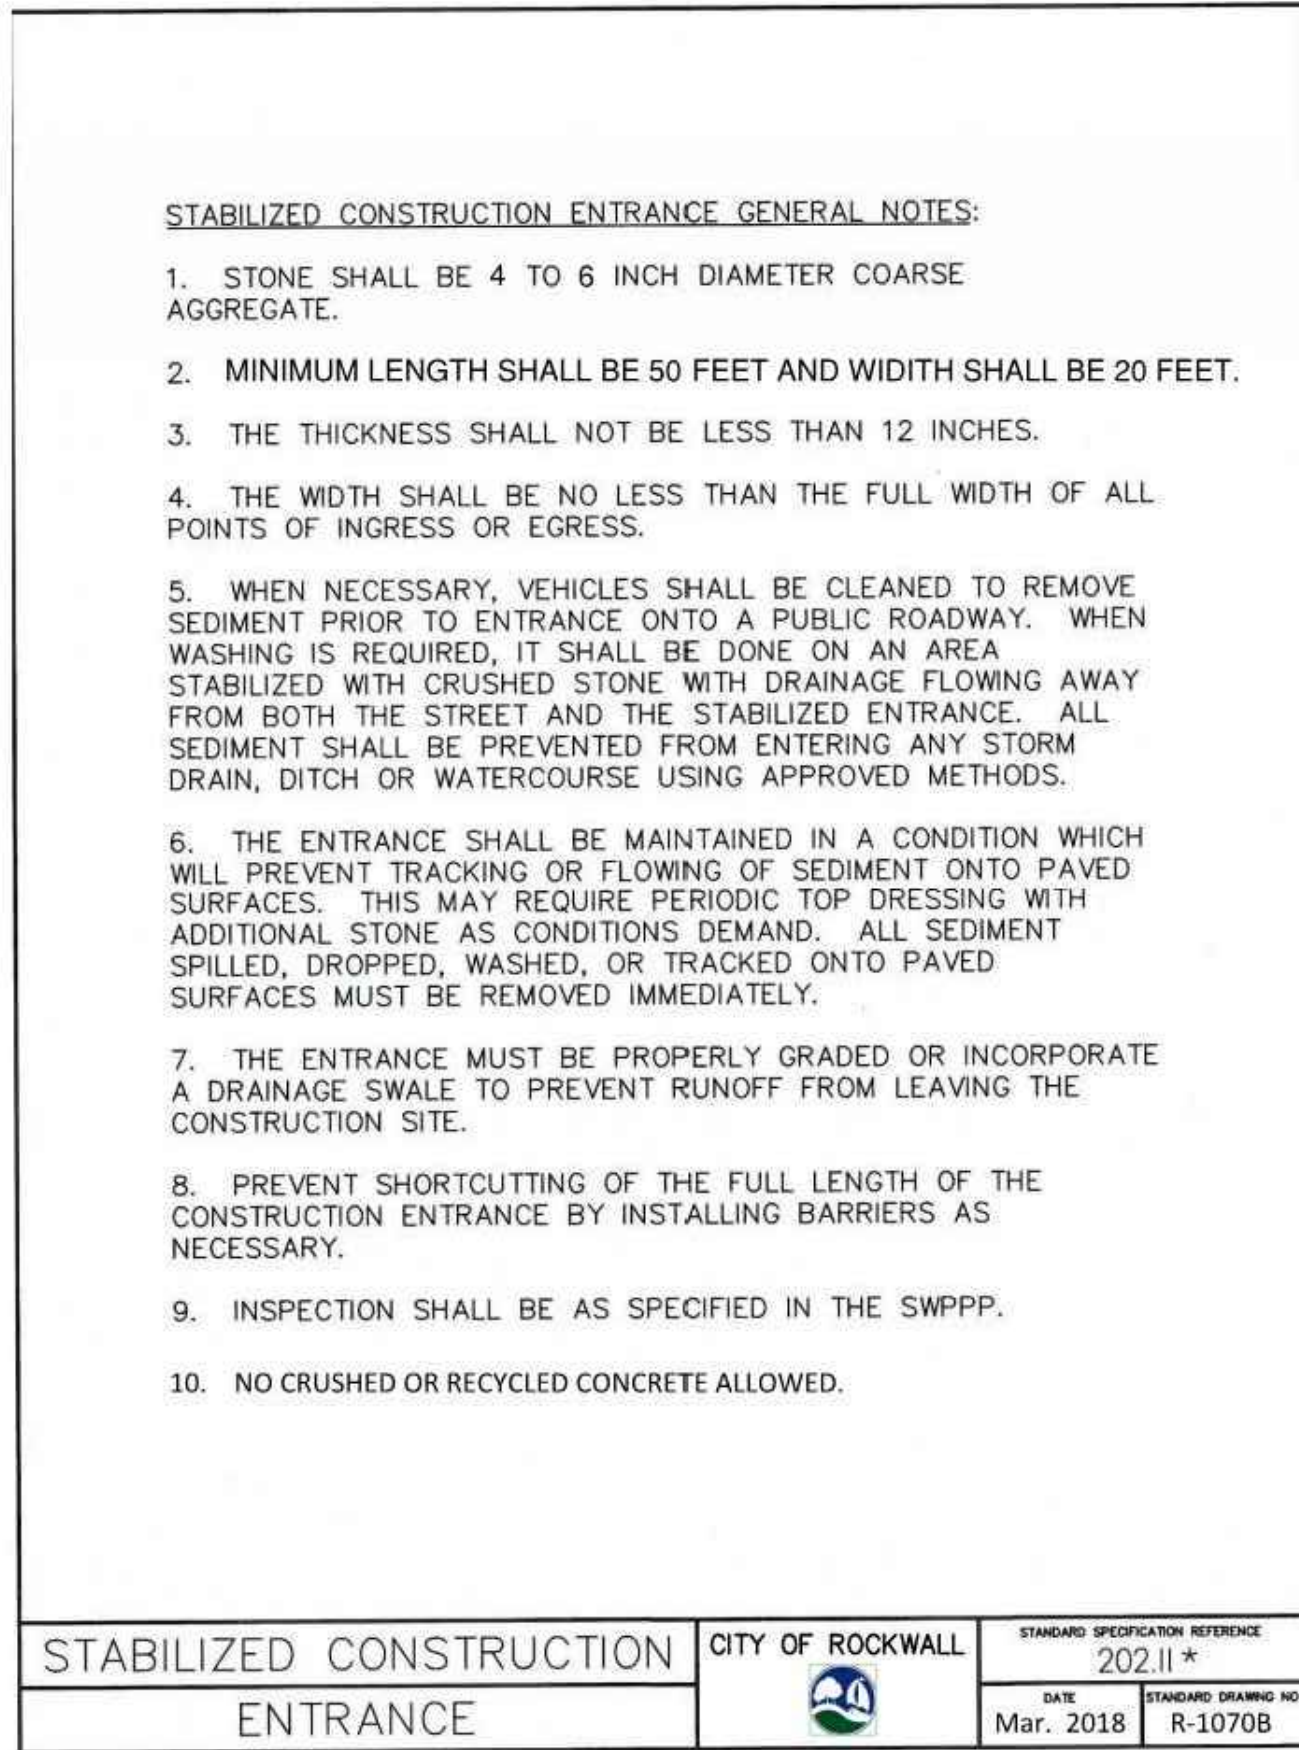 STABILIZED CONSTRUCTION ENTRANCE GENERAL NOTES:
1. STONE SHALL BE 4 TO 6 INCH DIAMETER COARSE
AGGREGATE.
2. MINIMUM LENGTH SHALL BE 50 FEET AND WIDITH SHALL BE 20 FEET.
3. THE THICKNESS SHALL NOT BE LESS THAN 12 INCHES.
4. THE WIDTH SHALL BE NO LESS THAN THE FULL WIDTH OF ALL
POINTS OF INGRESS OR EGRESS.
5. WHEN NECESSARY, VEHICLES SHALL BE CLEANED TO REMOVE
SEDIMENT PRIOR TO ENTRANCE ONTO A PUBLIC ROADWAY. WHEN
WASHING IS REQUIRED, IT SHALL BE DONE ON AN AREA
STABILIZED WITH CRUSHED STONE WITH DRAINAGE FLOWING AWAY
FROM BOTH THE STREET AND THE STABILIZED ENTRANCE. ALL
SEDIMENT SHALL BE PREVENTED FROM ENTERING ANY STORM
DRAIN, DITCH OR WATERCOURSE USING APPROVED METHODS.
6. THE ENTRANCE SHALL BE MAINTAINED IN A CONDITION WHICH
WILL PREVENT TRACKING OR FLOWING OF SEDIMENT ONTO PAVED
SURFACES. THIS MAY REQUIRE PERIODIC TOP DRESSING WITH
ADDITIONAL STONE AS CONDITIONS DEMAND. ALL SEDIMENT
SPILLED, DROPPED, WASHED, OR TRACKED ONTO PAVED
SURFACES MUST BE REMOVED IMMEDIATELY.
7. THE ENTRANCE MUST BE PROPERLY GRADED OR INCORPORATE
A DRAINAGE SWALE TO PREVENT RUNOFF FROM LEAVING THE
CONSTRUCTION SITE.
8. PREVENT SHORTCUTTING OF THE FULL LENGTH OF THE
CONSTRUCTION ENTRANCE BY INSTALLING BARRIERS AS
NECESSARY.
9. INSPECTION SHALL BE AS SPECIFIED IN THE SWPPP.
10. NO CRUSHED OR RECYCLED CONCRETE ALLOWED.
STABILIZED CONSTRUCTION
ENTRANCE
CITY OF ROCKWALL
STANDARD SPECIFICATION REFERENCE
202.II *
DATE
Mar. 2018
STANDARD DRAWING NO
R-1070B